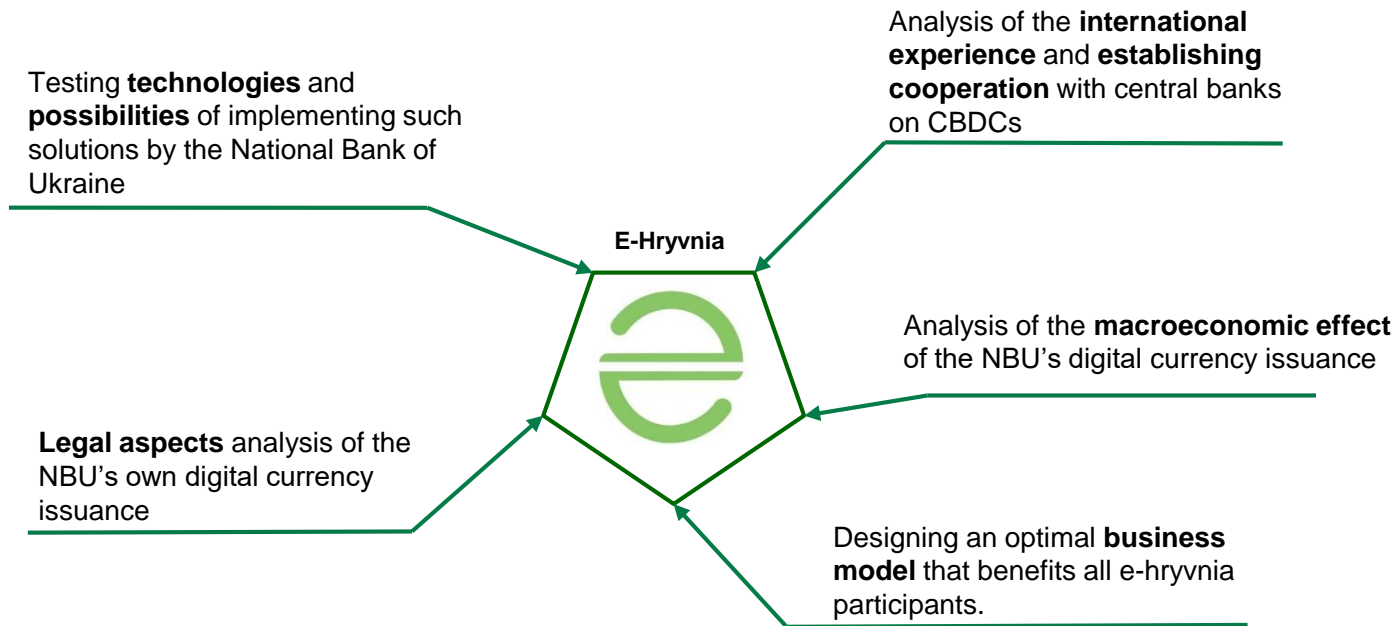 Analysis of the international
experience and establishing
cooperation with central banks
on CBDCs
Testing technologies and
possibilities of implementing such
solutions by the National Bank of
Ukraine
E-Hryvnia
Analysis of the macroeconomic effect
of the NBU’s digital currency issuance
Legal aspects analysis of the
NBU’s own digital currency
issuance
Designing an optimal business
model that benefits all e-hryvnia
participants.